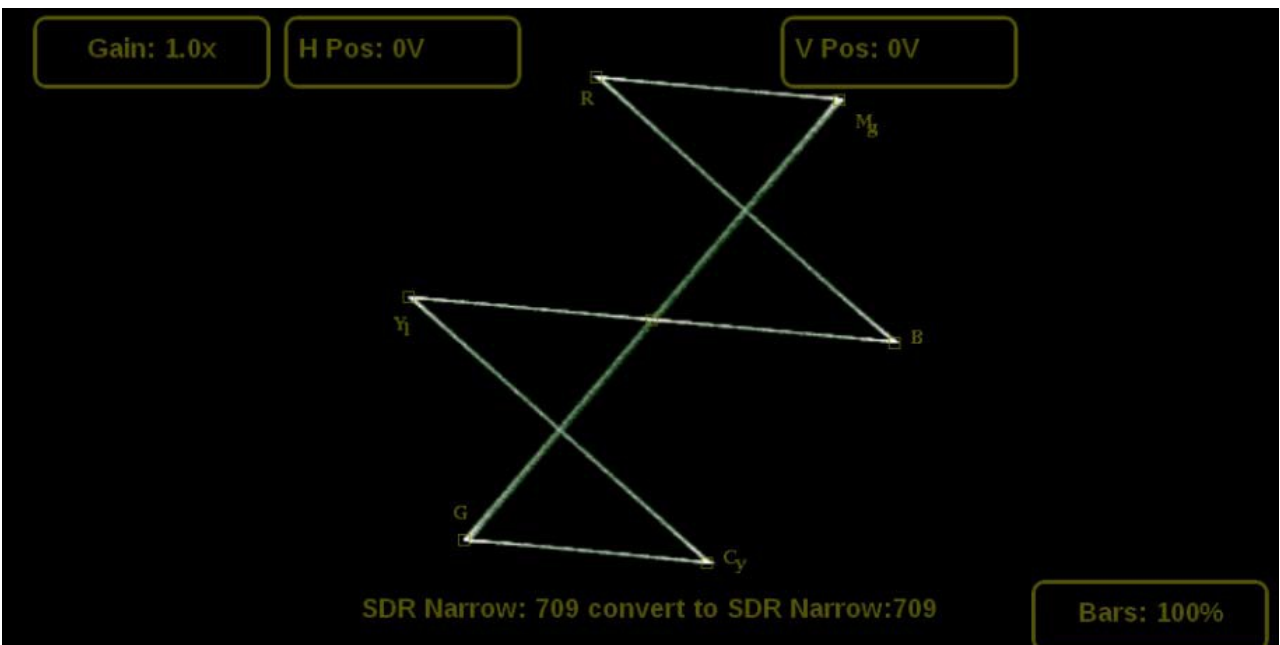 Gain: 1.0x
H Pos: 0V
V Pos: 0V
R
Mg
Yl
B
G
Cy
SDR Narrow: 709 convert to SDR Narrow:709
Bars: 100%